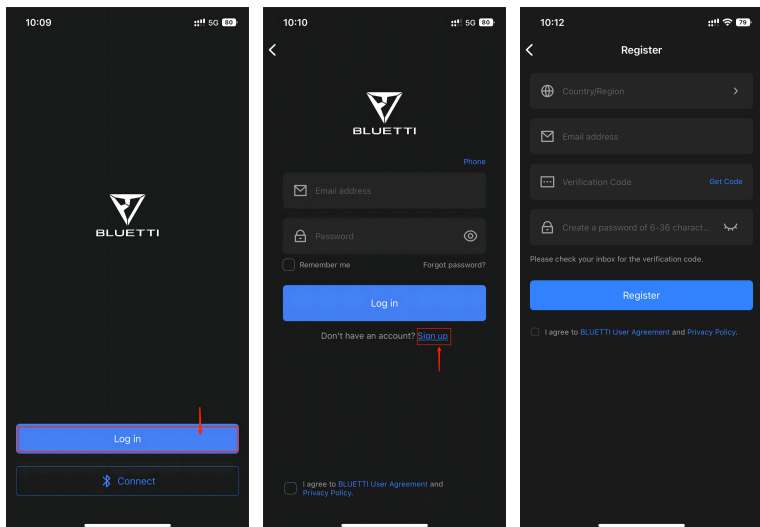 10:09
5G 80
BLUETTI
Log in
Connect
10:10
5G 80
BLUETTI
Phone
Email address
Password
Remember me
Forgot password?
Log in
Don't have an account? Sign up
I agree to BLUETTI User Agreement and
Privacy Policy.
10:12
79
Register
Country/Region
Email address
Verification Code
Get Code
Create a password of 6-36 charact...
Please check your inbox for the verification code.
Register
I agree to BLUETTI User Agreement and Privacy Policy.